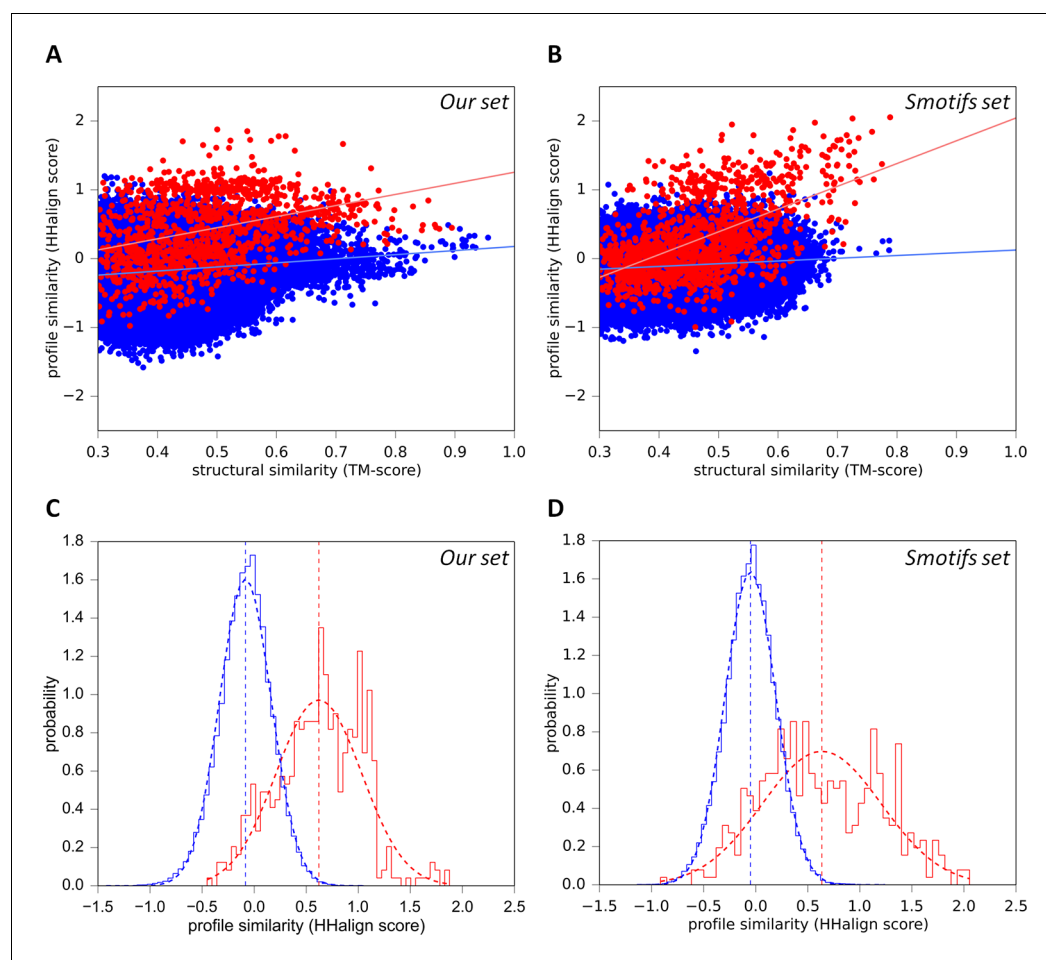 A
Our set
2
1
0
−1
−2
profile similarity (HHalign score)
0.3 0.4 0.5 0.6 0.7 0.8 0.9 1.0
structural similarity (TM-score)
B
Smotifs set
2
1
0
−1
−2
profile similarity (HHalign score)
0.3 0.4 0.5 0.6 0.7 0.8 0.9 1.0
structural similarity (TM-score)
C
Our set
1.8
1.6
1.4
1.2
1.0
0.8
0.6
0.4
0.2
0.0
probability
−1.5 −1.0 −0.5 0.0 0.5 1.0 1.5 2.0 2.5
profile similarity (HHalign score)
D
Smotifs set
1.8
1.6
1.4
1.2
1.0
0.8
0.6
0.4
0.2
0.0
probability
−1.5 −1.0 −0.5 0.0 0.5 1.0 1.5 2.0 2.5
profile similarity (HHalign score)